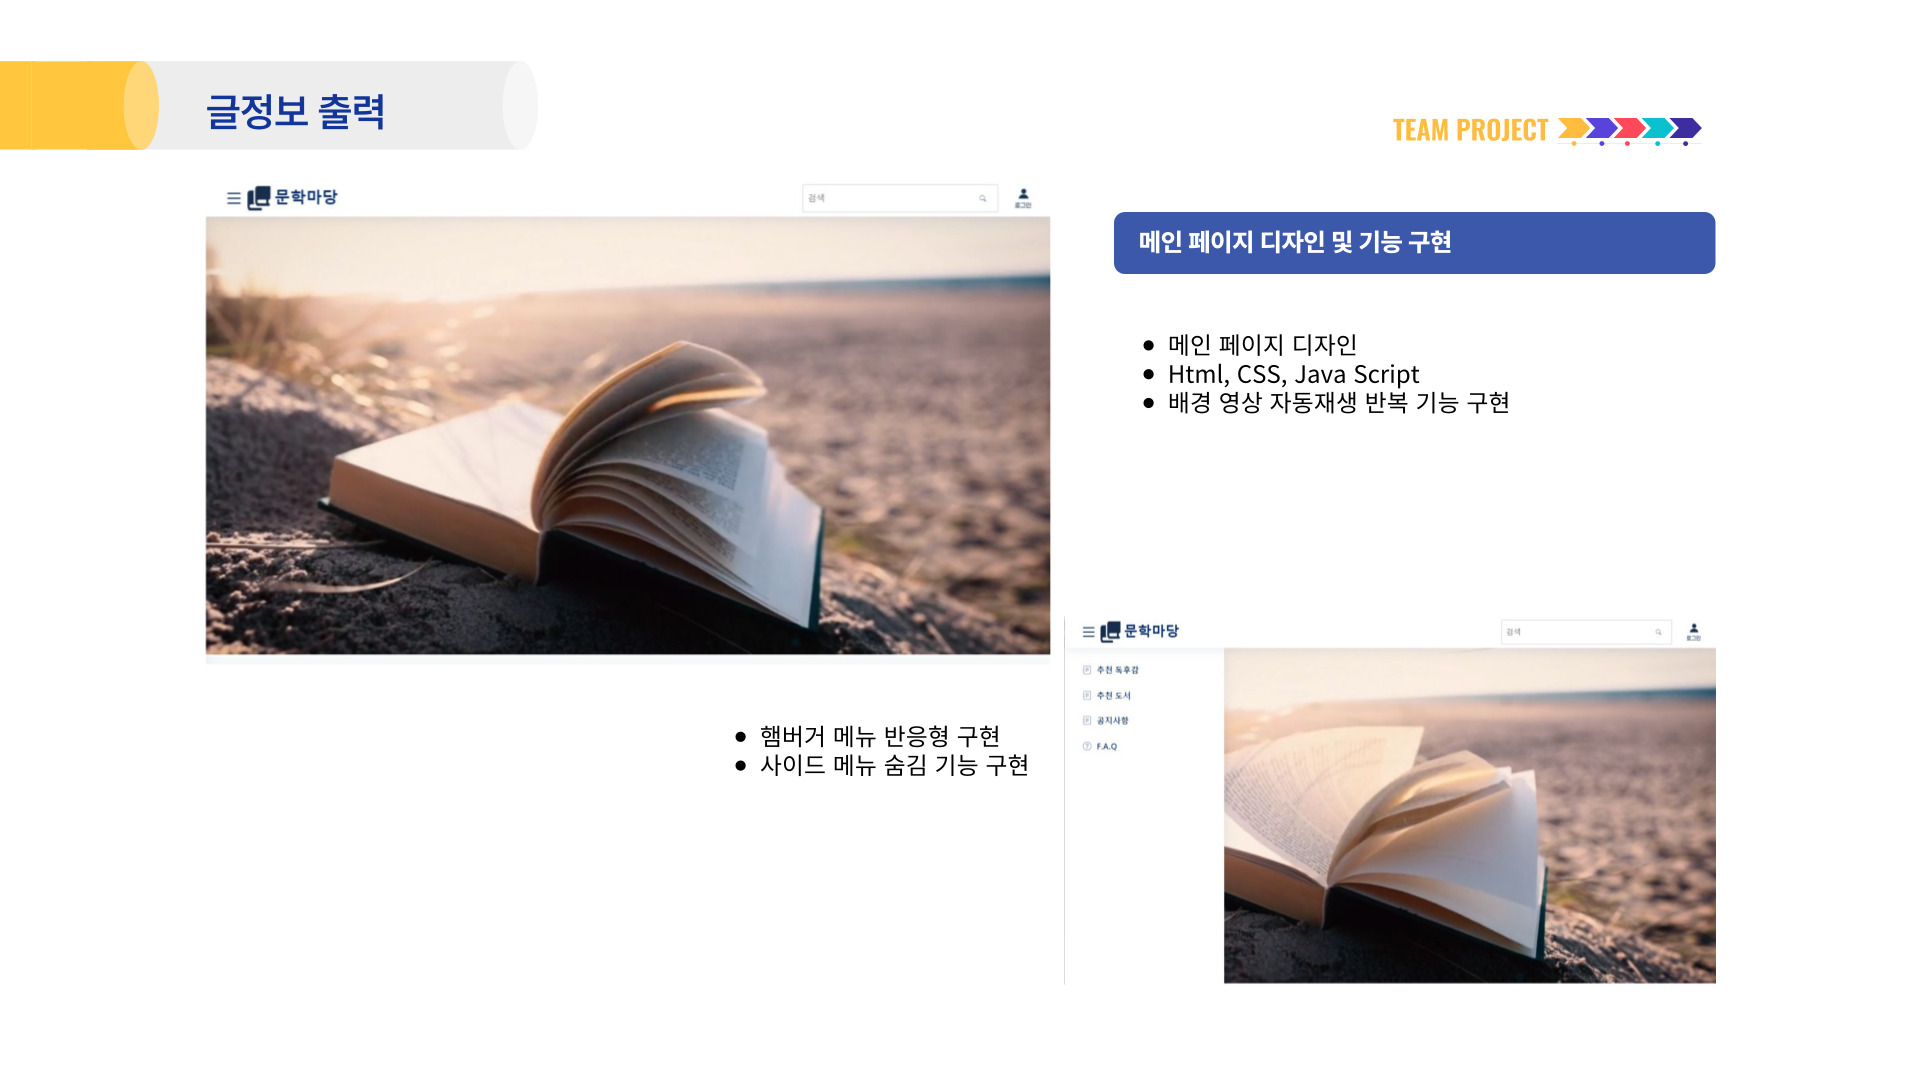 글정보 출력
TEAM PROJECT
문학마당
검색
로그인
메인 페이지 디자인 및 기능 구현
● 메인 페이지 디자인
● Html, CSS, Java Script
● 배경 영상 자동재생 반복 기능 구현
● 햄버거 메뉴 반응형 구현
● 사이드 메뉴 숨김 기능 구현
문학마당
검색
로그인
추천 독후감
추천 도서
공지사항
F.A.Q